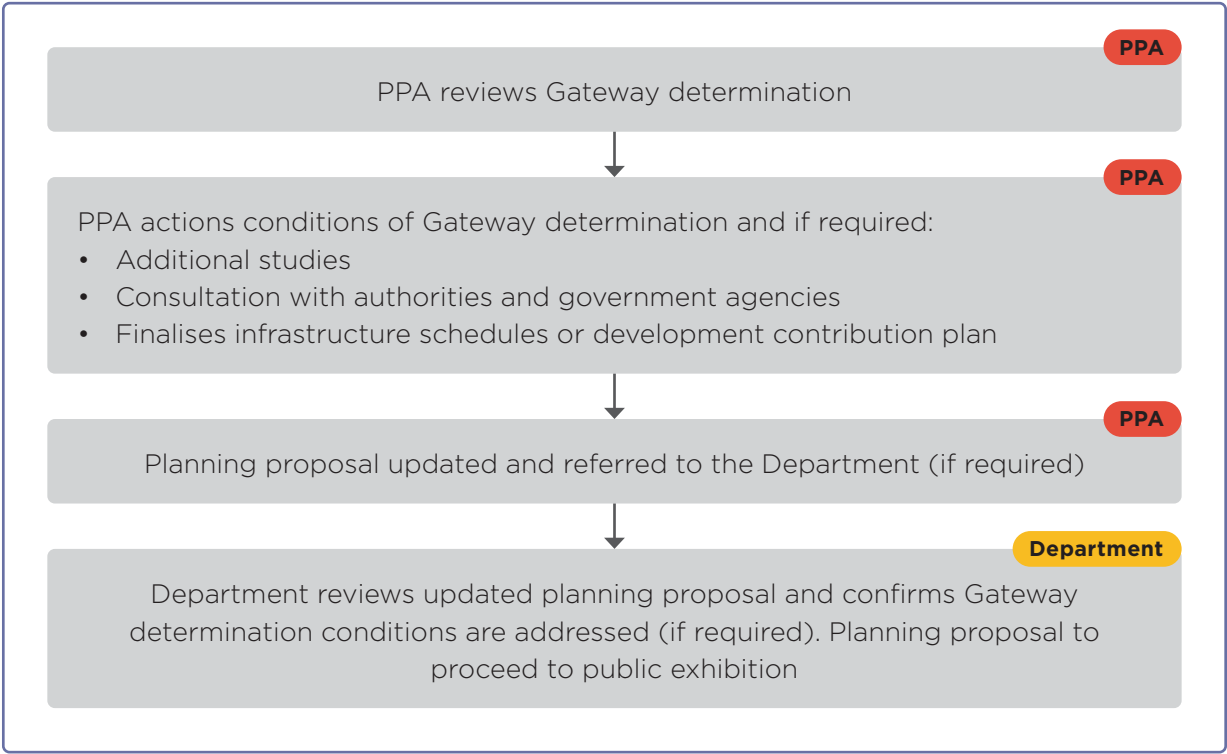 PPA
PPA reviews Gateway determination
PPA
PPA actions conditions of Gateway determination and if required:
• Additional studies
• Consultation with authorities and government agencies
• Finalises infrastructure schedules or development contribution plan
PPA
Planning proposal updated and referred to the Department (if required)
Department
Department reviews updated planning proposal and confirms Gateway
determination conditions are addressed (if required). Planning proposal to
proceed to public exhibition